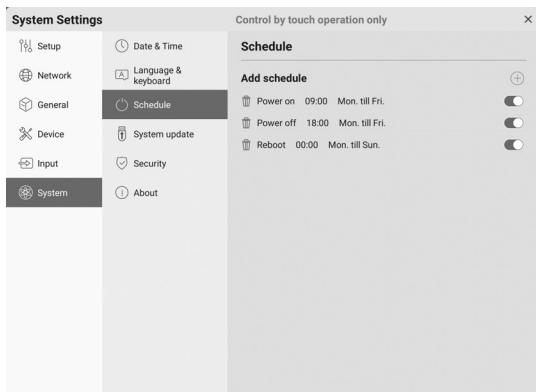 System Settings
Control by touch operation only
Setup
Network
General
Device
Input
System
Date & Time
Language &
keyboard
Schedule
System update
Security
About
Schedule
Add schedule
Power on 09:00 Mon. till Fri.
Power off 18:00 Mon. till Fri.
Reboot 00:00 Mon. till Sun.